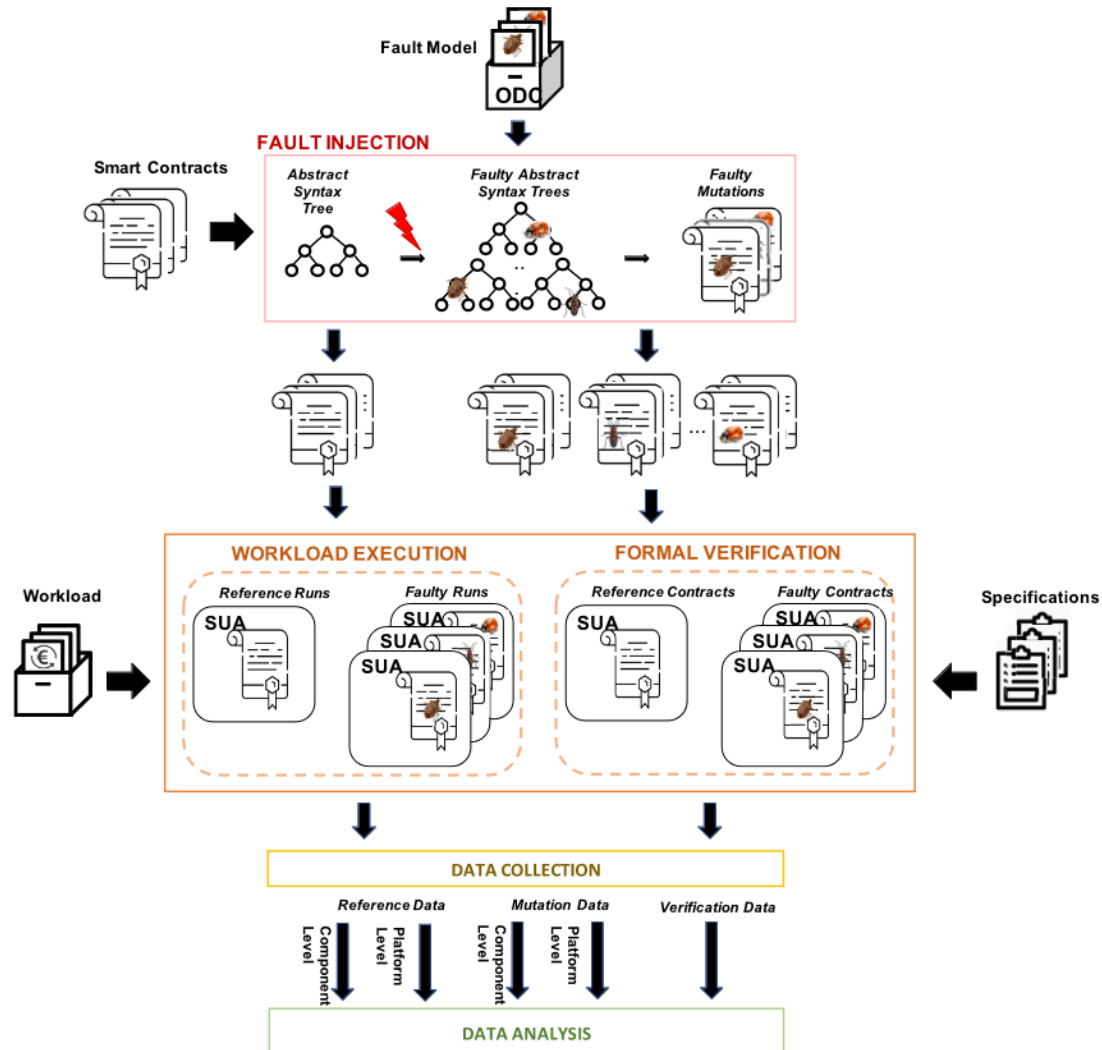 Fault Model
ODC
FAULT INJECTION
Smart Contracts
Abstract
Syntax
Tree
Faulty Abstract
Syntax Trees
Faulty
Mutations
..
..
...
WORKLOAD EXECUTION
FORMAL VERIFICATION
Workload
€
Reference Runs
SUA
Faulty Runs
SUA
SUA
SUA
Reference Contracts
SUA
Faulty Contracts
SUA
SUA
SUA
Specifications
DATA COLLECTION
Reference Data
Mutation Data
Verification Data
Component
Level
Platform
Level
Component
Level
Platform
Level
DATA ANALYSIS